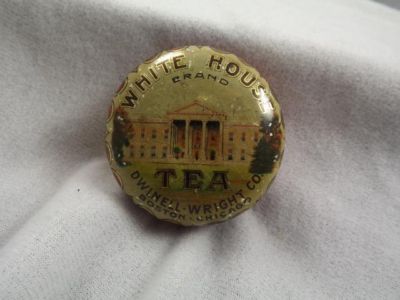 WHITE HOUSE
BRAND
TEA
DWINELL-WRIGHT CO.
BOSTON-CHICAGO